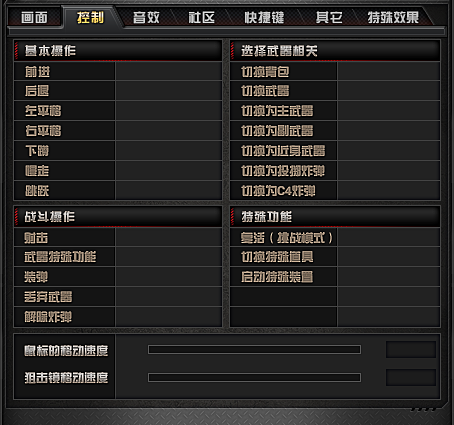 画面 控制 音效 社区 快捷键 其它 特殊效果
基本操作
前进
后退
左平移
右平移
下蹲
慢走
跳跃
选择武器相关
切换背包
切换武器
切换为主武器
切换为副武器
切换为近身武器
切换为投掷炸弹
切换为C4炸弹
战斗操作
射击
武器特殊功能
装弹
丢弃武器
解除炸弹
特殊功能
复活(挑战模式)
切换特殊道具
启动特殊装置
鼠标的移动速度
狙击镜移动速度